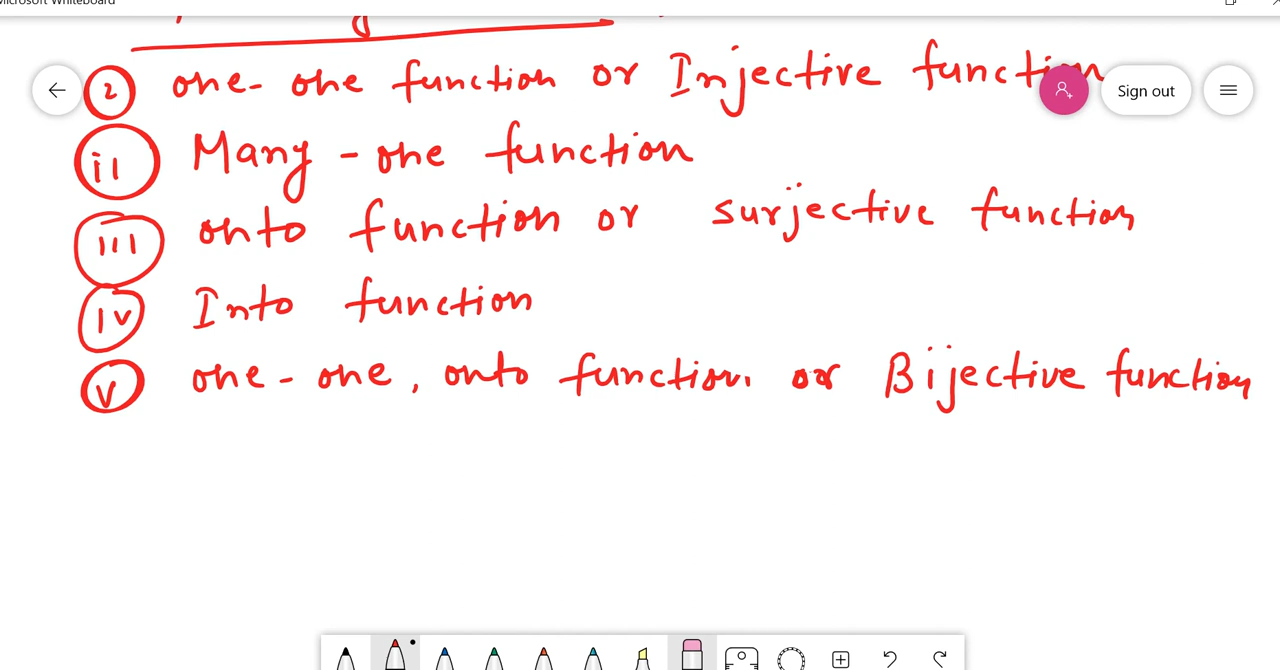 Microsoft Whiteboard
i one-one function or Injective function
Sign out
ii Many-one function
iii onto function or surjective function
iv Into function
v one-one, onto function. or Bijective function